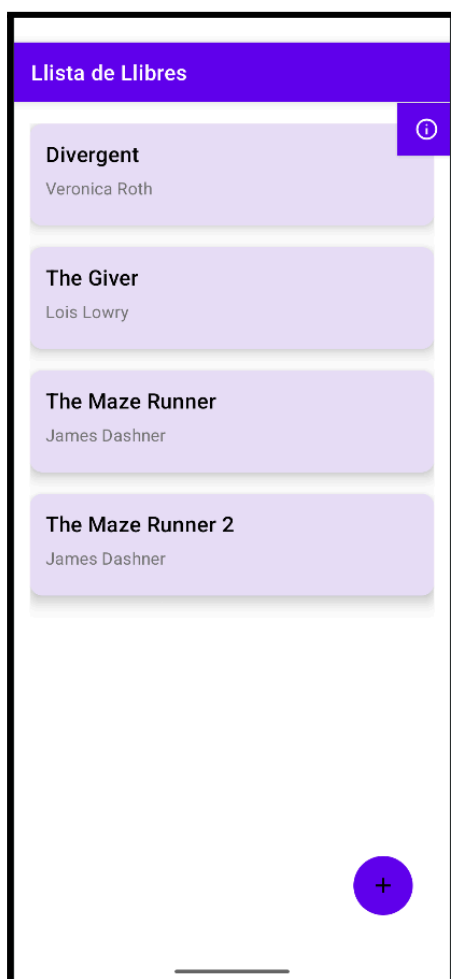 Llista de Llibres
Divergent
Veronica Roth
The Giver
Lois Lowry
The Maze Runner
James Dashner
The Maze Runner 2
James Dashner
+